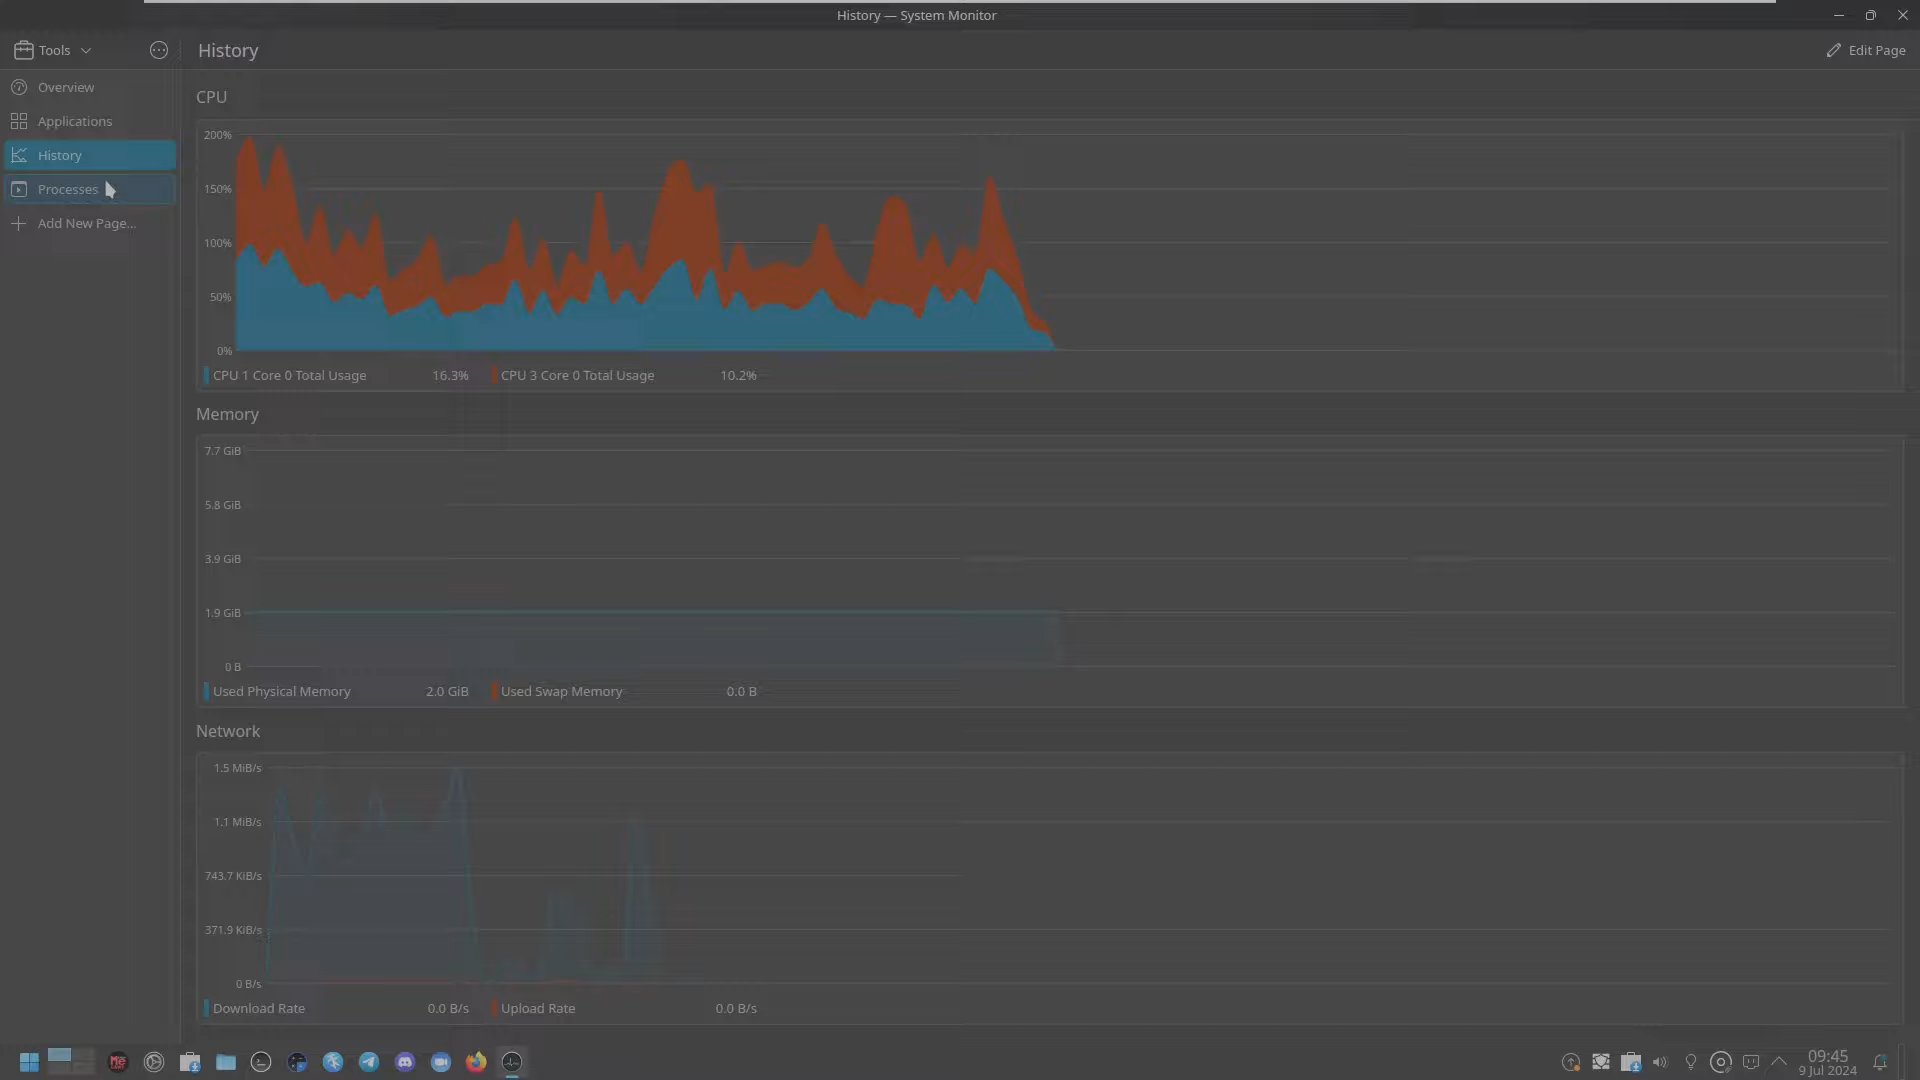 History — System Monitor
Tools
History
Edit Page
Overview
Applications
History
Processes
Add New Page...
CPU
200%
150%
100%
50%
0%
CPU 1 Core 0 Total Usage 16.3% CPU 3 Core 0 Total Usage 10.2%
Memory
7.7 GiB
5.8 GiB
3.9 GiB
1.9 GiB
0 B
Used Physical Memory 2.0 GiB Used Swap Memory 0.0 B
Network
1.5 MiB/s
1.1 MiB/s
743.7 KiB/s
371.9 KiB/s
0 B/s
Download Rate 0.0 B/s Upload Rate 0.0 B/s
09:45
9 Jul 2024